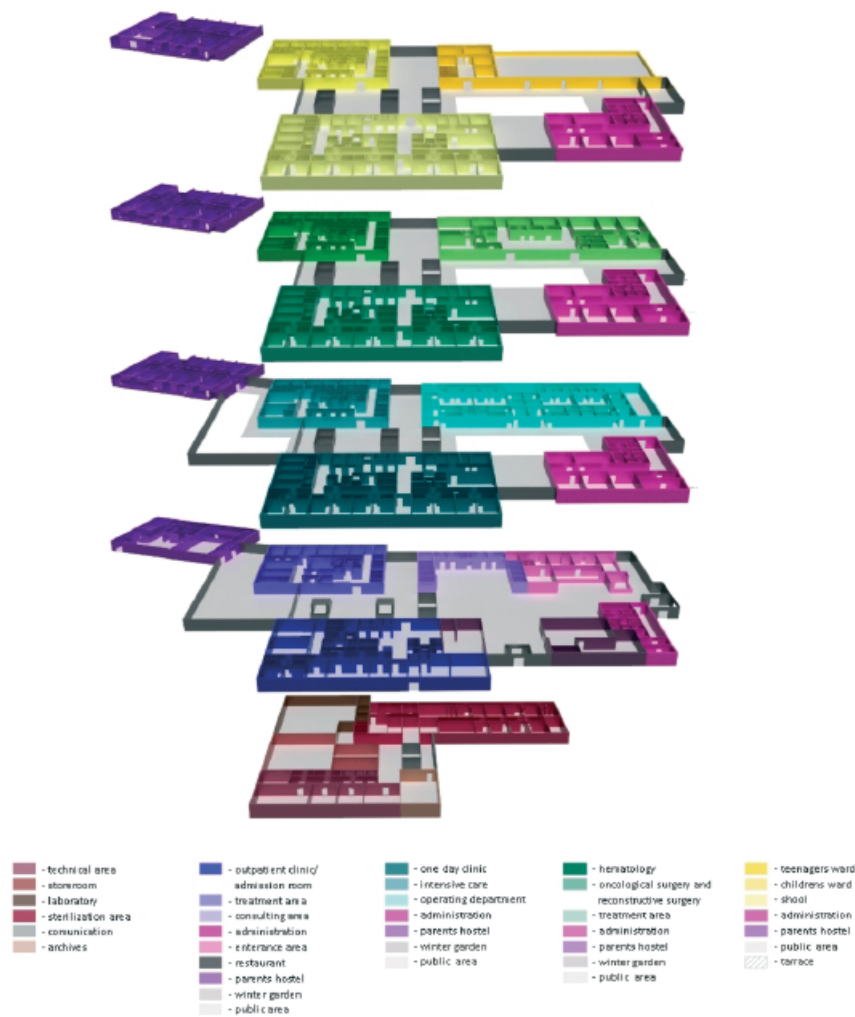 - technical area
- storeroom
- laboratory
- sterilization area
- comunication
- archives
- outpatient clinic/
admission room
- treatment area
- consulting area
- administration
- enterance area
- restaurant
- parents hostel
- winter garden
- public area
- one day clinic
- intensive care
- operating department
- administration
- parents hostel
- winter garden
- public area
- hematology
- oncological surgery and
reconstructive surgery
- treatment area
- administration
- parents hostel
- winter garden
- public area
- teenagers ward
- childrens ward
- shool
- administration
- parents hostel
- public area
- tarrace